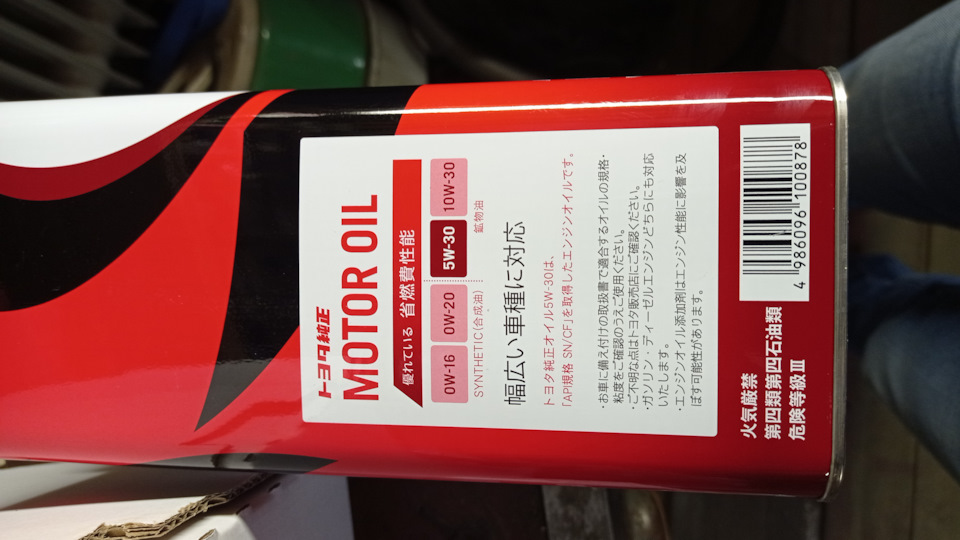 トヨタ純正
MOTOR OIL
優れている 省燃費性能
0W-16 0W-20 5W-30 10W-30
SYNTHETIC(合成油) 鉱物油
幅広い車種に対応
トヨタ純正オイル5W-30は、
「API規格 SN/CF」を取得したエンジンオイルです。
・お車に備え付けの取扱書で適合するオイルの規格・
粘度をご確認のうえご使用ください。
・ご不明な点はトヨタ販売店にご確認ください。
・ガソリン・ディーゼルエンジンどちらにも対応
いたします。
・エンジンオイル添加剤はエンジン性能に影響を及
ぼす可能性があります。
火気厳禁
第四類第四石油類
危険等級Ⅲ
4 986096 100878